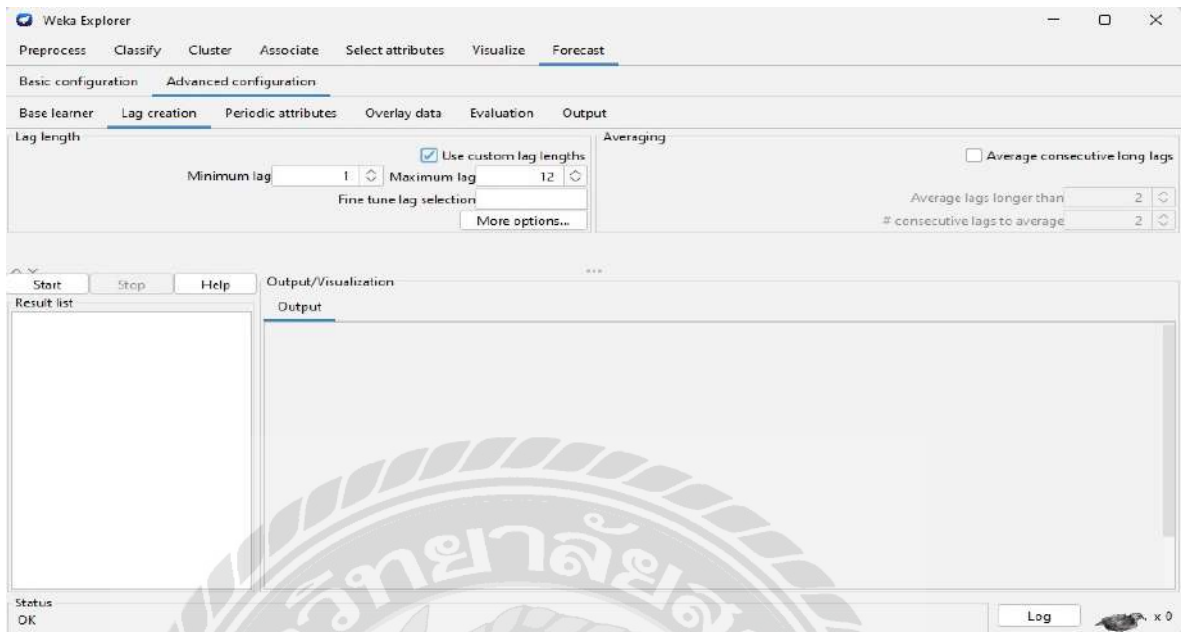 Weka Explorer
Preprocess Classify Cluster Associate Select attributes Visualize Forecast
Basic configuration Advanced configuration
Base learner Lag creation Periodic attributes Overlay data Evaluation Output
Lag length
Use custom lag lengths
Minimum lag 1 Maximum lag 12
Fine tune lag selection
More options...
Averaging
Average consecutive long lags
Average lags longer than 2
# consecutive lags to average 2
Start Stop Help
Result list
Output/Visualization
Output
Status
OK
Log x 0